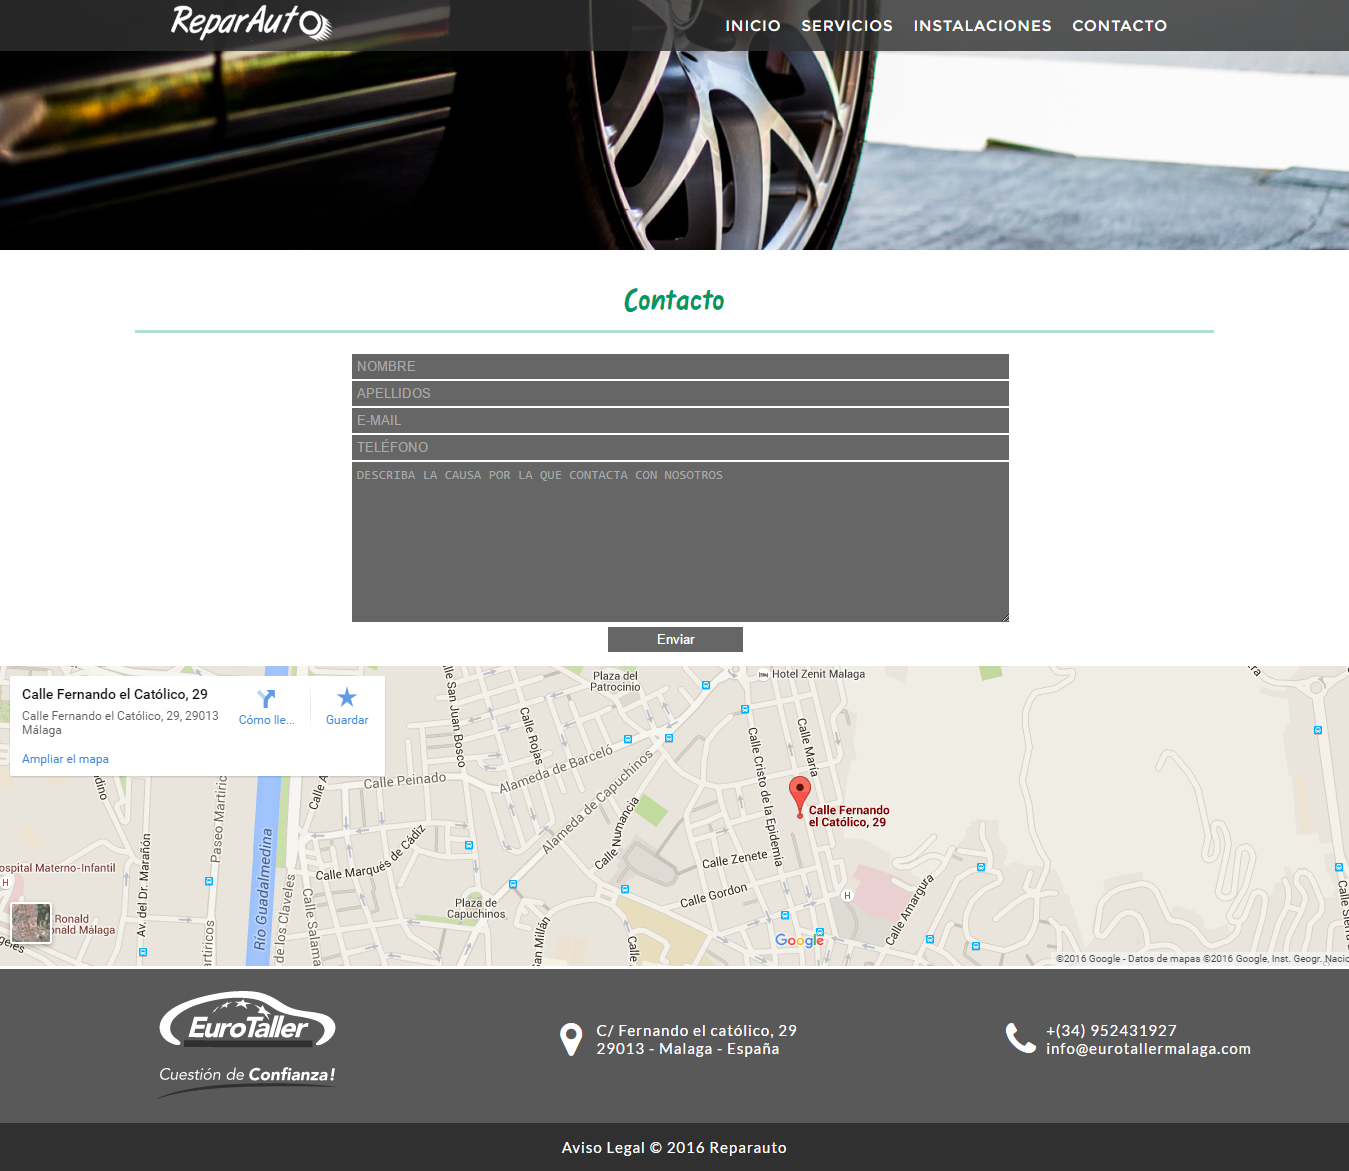 ReparAuto
INICIO SERVICIOS INSTALACIONES CONTACTO
Contacto
NOMBRE
APELLIDOS
E-MAIL
TELÉFONO
DESCRIBA LA CAUSA POR LA QUE CONTACTA CON NOSOTROS
Enviar
Calle Fernando el Católico, 29
Calle Fernando el Católico, 29, 29013
Málaga
Ampliar el mapa
Cómo lle...
Guardar
Plaza del
Patrocinio
Hotel Zenit Malaga
Calle San Juan Bosco
Calle Rojas
Alameda de Barceló
Alameda de Capuchinos
Calle Peinado
Calle Cristo de la Epidemia
Calle María
Calle Fernando
el Católico, 29
Paseo Martiric
Río Guadalmedina
Calle Numancia
Calle Marqués de Cádiz
Calle Zenete
Calle Gordon
Calle Amargura
ospital Materno-Infantil
H
H
Av. del Dr. Marañón
Plaza de
Capuchinos
Ronald
onald Málaga
geles
artiricos
de los Claveles
Calle Salama
San Millán
Calle
Calle Sierra d
Google
©2016 Google - Datos de mapas ©2016 Google, Inst. Geogr. Nacio
EuroTaller
Cuestión de Confianza!
C/ Fernando el católico, 29
29013 - Malaga - España
+(34) 952431927
info@eurotallermalaga.com
Aviso Legal © 2016 Reparauto